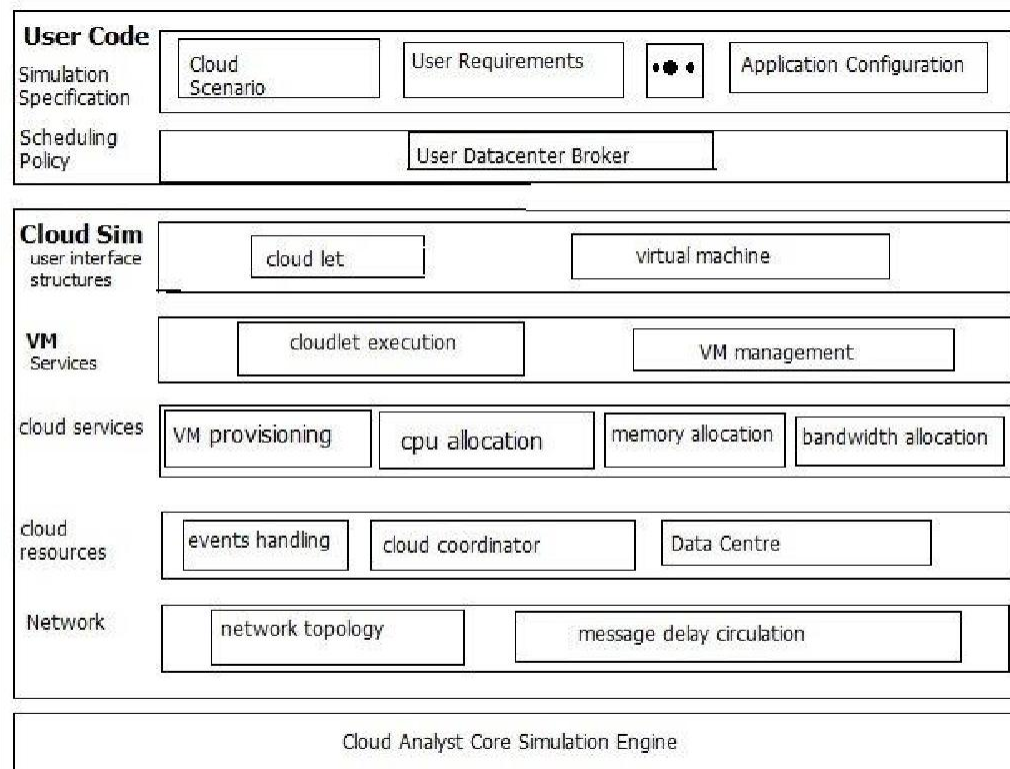 User Code
Simulation
Specification
Cloud
Scenario
User Requirements
Application Configuration
Scheduling
Policy
User Datacenter Broker
Cloud Sim
user interface
structures
cloud let
virtual machine
VM
Services
cloudlet execution
VM management
cloud services
VM provisioning
cpu allocation
memory allocation
bandwidth allocation
cloud
resources
events handling
cloud coordinator
Data Centre
Network
network topology
message delay circulation
Cloud Analyst Core Simulation Engine